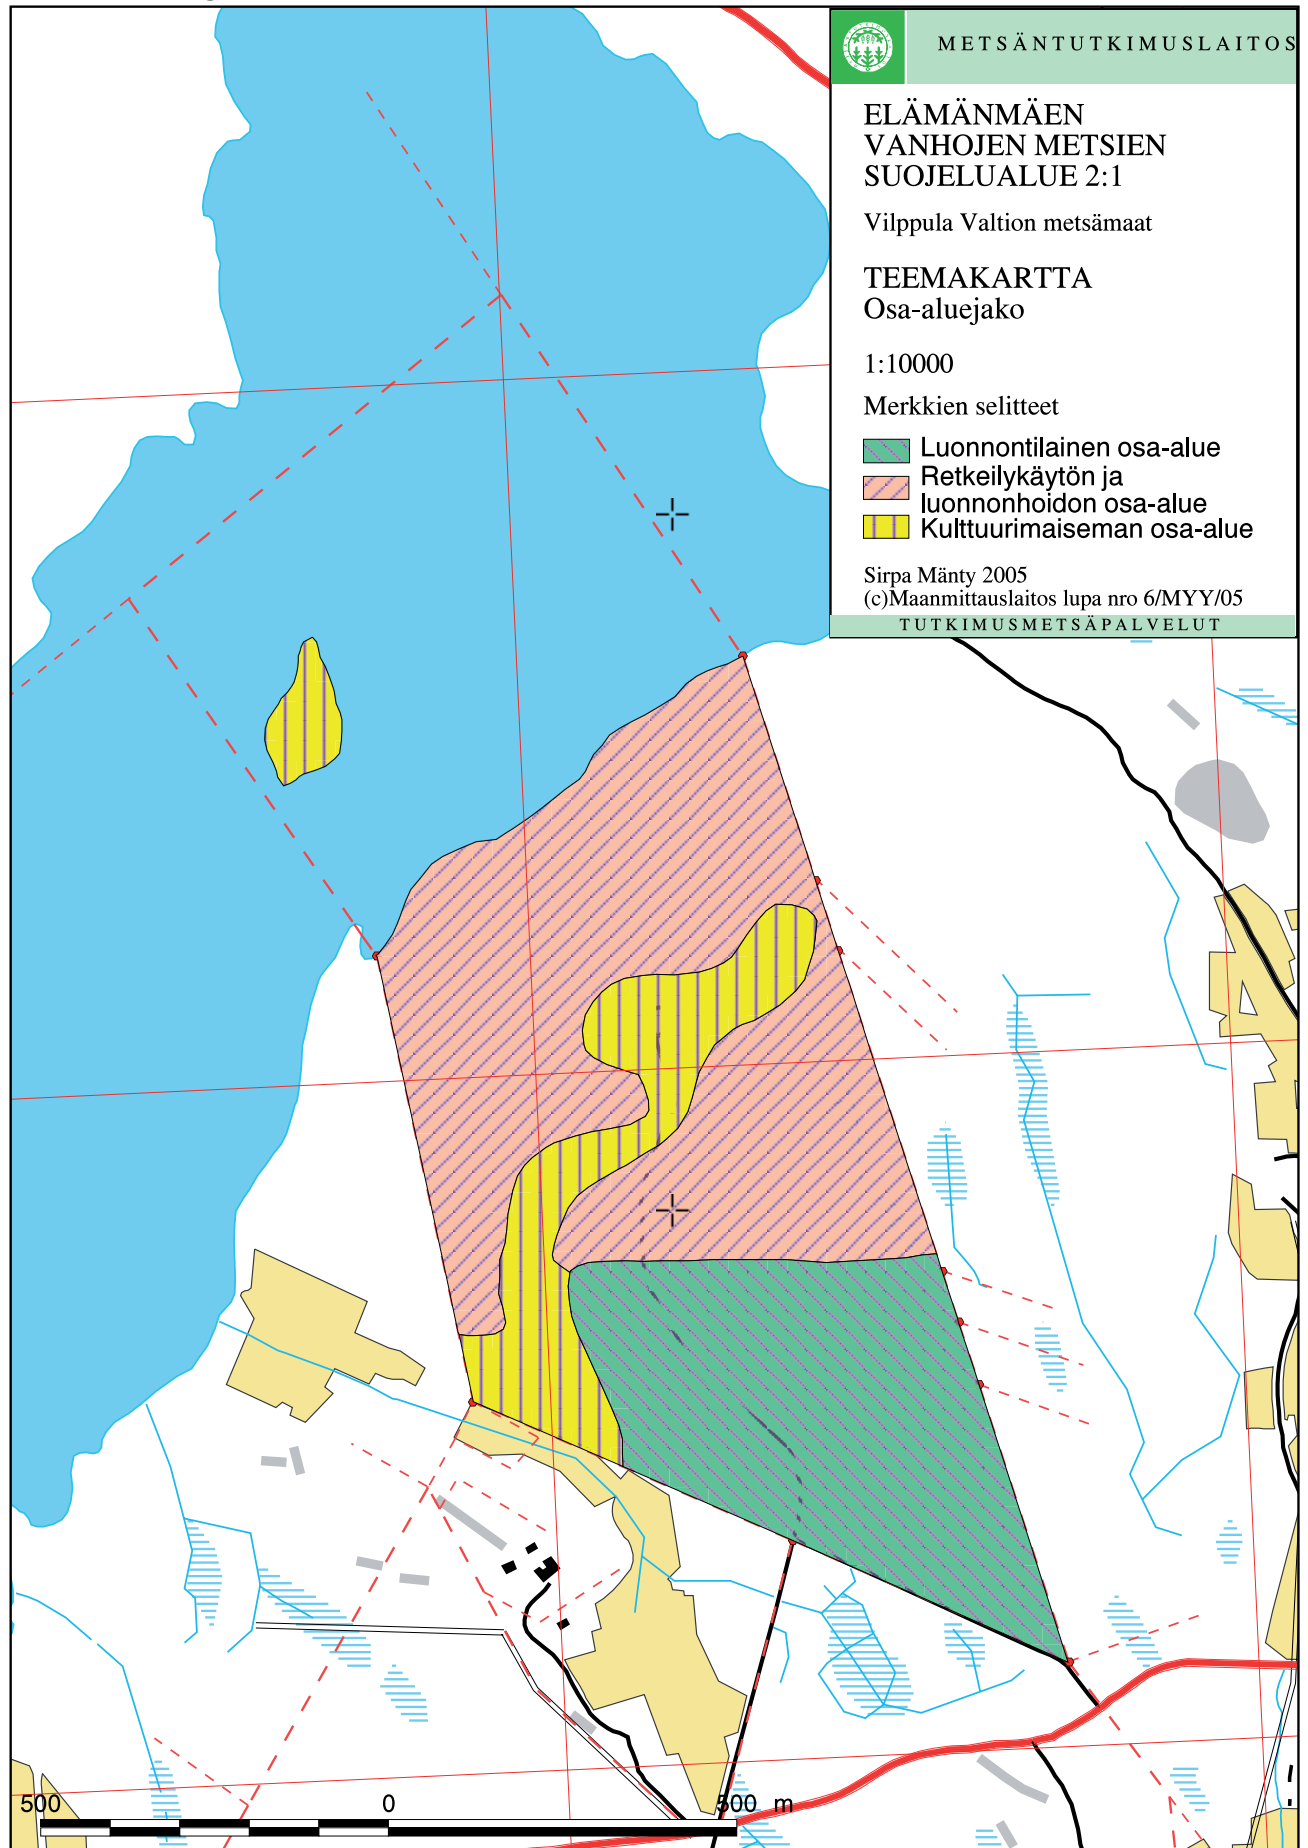 METSÄNTUTKIMUSLAITOS
ELÄMÄNMÄEN
VANHOJEN METSIEN
SUOJELUALUE 2:1
Vilppula Valtion metsämaat
TEEMAKARTTA
Osa-aluejako
1:10000
Merkkien selitteet
Luonnontilainen osa-alue
Retkeilykäytön ja
luonnonhoidon osa-alue
Kulttuurimaiseman osa-alue
Sirpa Mänty 2005
(c)Maanmittauslaitos lupa nro 6/MYY/05
TUTKIMUSMETSÄPALVELUT
500 0 500 m